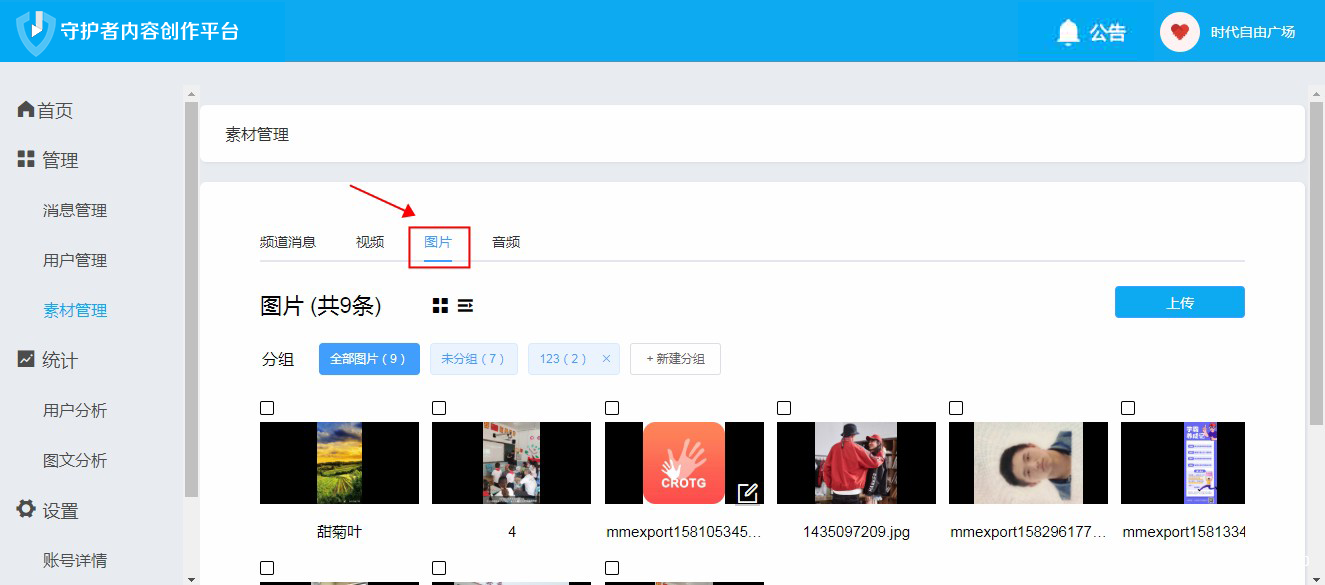 守护者内容创作平台
公告
时代自由广场
首页
管理
消息管理
用户管理
素材管理
统计
用户分析
图文分析
设置
账号详情
素材管理
频道消息 视频 图片 音频
图片 (共9条)
上传
分组 全部图片 ( 9 ) 未分组 ( 7 ) 123 ( 2 ) × + 新建分组
CROTG
学霸
养成记
甜菊叶 4 mmexport158105345... 1435097209.jpg mmexport158296177... mmexport1581334